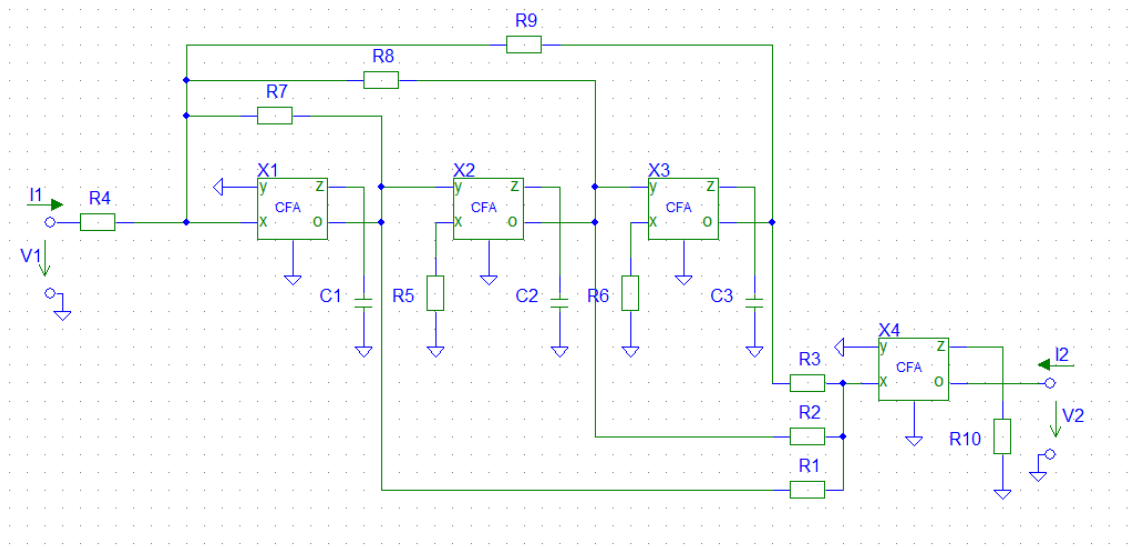 R9
R8
R7
X1
X2
X3
I1
R4
y
z
y
z
y
z
CFA
CFA
CFA
x
o
x
o
x
o
V1
C1
R5
C2
R6
C3
X4
R3
y
z
I2
CFA
x
o
R2
V2
R10
R1